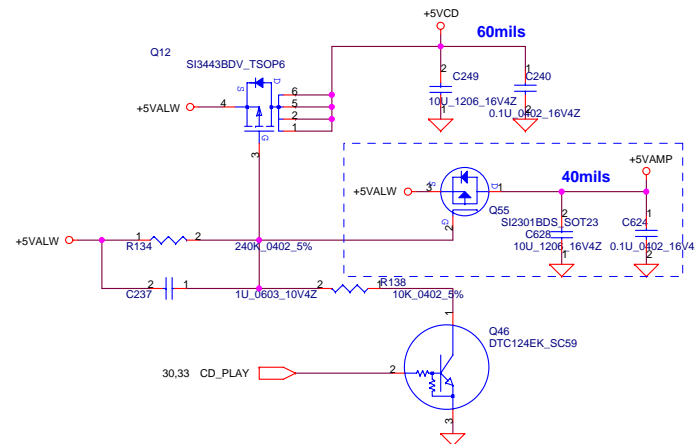 +5VCD
60mils
Q12
SI3443BDV_TSOP6
D
S
G
4
6
5
2
1
3
+5VALW
2
C249
10U_1206_16V4Z
1
1
C240
0.1U_0402_16V4Z
2
+5VAMP
40mils
+5VALW
3
S
D
1
Q55
G
2
SI2301BDS_SOT23
2
C628
10U_1206_16V4Z
1
1
C624
0.1U_0402_16V4
2
+5VALW
1
2
R134
240K_0402_5%
2
1
C237
1U_0603_10V4Z
2
1
R138
10K_0402_5%
1
Q46
DTC124EK_SC59
30,33 CD_PLAY
2
3